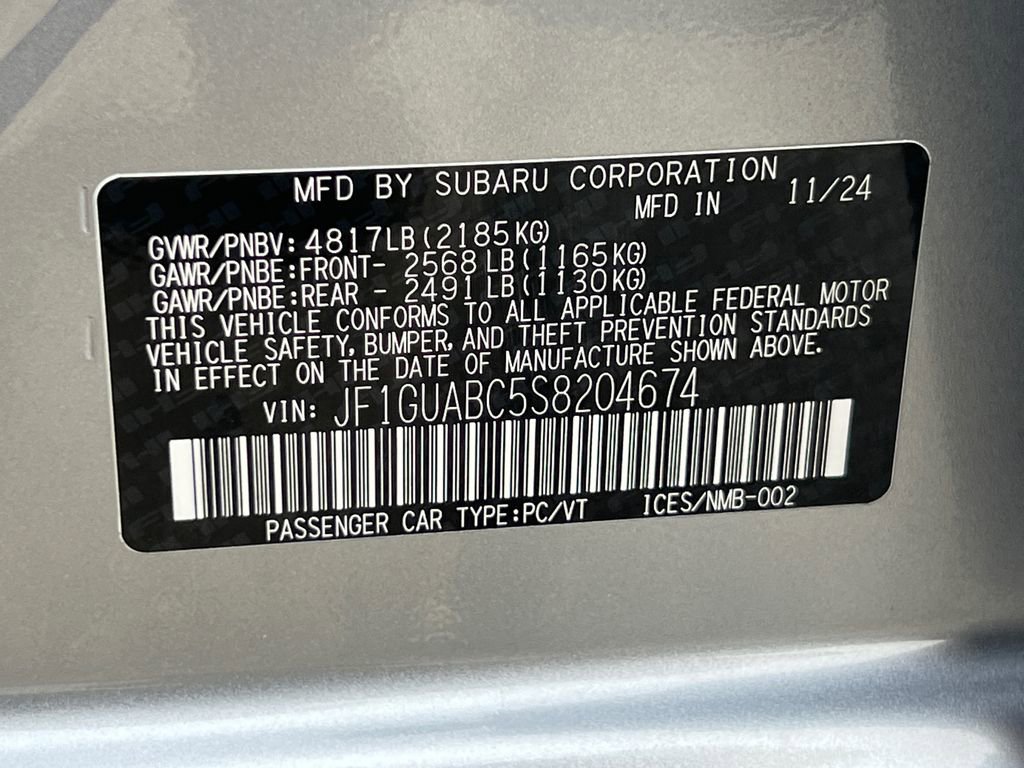 MFD BY SUBARU CORPORATION
MFD IN 11/24
GVWR/PNBV: 4817LB(2185KG)
GAWR/PNBE:FRONT- 2568 LB(1165KG)
GAWR/PNBE:REAR - 2491 LB(1130KG)
THIS VEHICLE CONFORMS TO ALL APPLICABLE FEDERAL MOTOR
VEHICLE SAFETY, BUMPER, AND THEFT PREVENTION STANDARDS
IN EFFECT ON THE DATE OF MANUFACTURE SHOWN ABOVE.
VIN: JF1GUABC5S8204674
PASSENGER CAR TYPE:PC/VT ICES/NMB-002